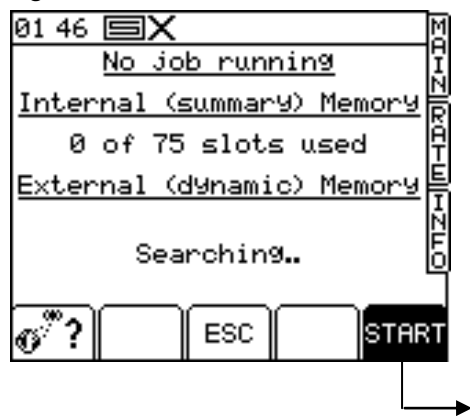 01 46
No job running
Internal (summary) Memory
0 of 75 slots used
External (dynamic) Memory
Searching..
MAIN
RATE
INFO
?
ESC
START